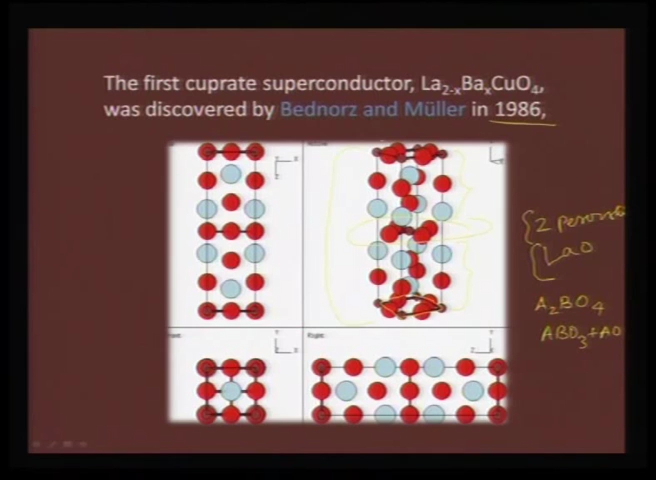 The first cuprate superconductor, La2-xBaxCuO4,
was discovered by Bednorz and Müller in 1986,
Right:
{2
{LaO
A2BO4
ABO3+AO